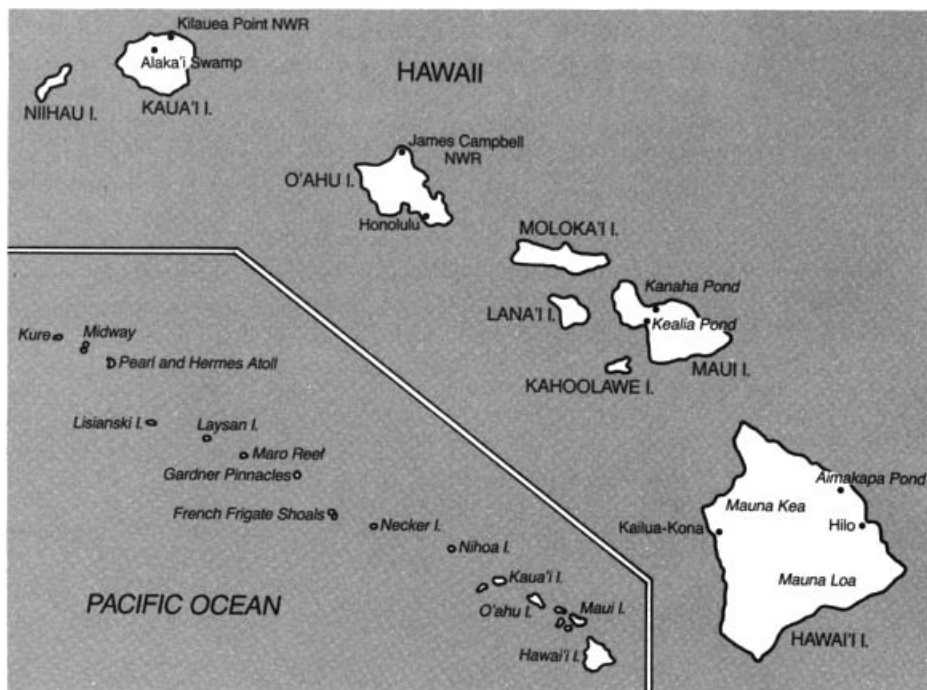 Kilauea Point NWR
Alaka'i Swamp
NIIHAU I.
KAUA'I I.
HAWAII
James Campbell
NWR
O'AHU I.
Honolulu
MOLOKA'I I.
Kanaha Pond
LANA'I I.
Kealia Pond
MAUI I.
KAHOOLAWE I.
Aimakapa Pond
Mauna Kea
Kailua-Kona
Hilo
Mauna Loa
HAWAI'I I.
Kure
Midway
Pearl and Hermes Atoll
Lisianski I.
Laysan I.
Maro Reef
Gardner Pinnacles
French Frigate Shoals
Necker I.
Nihoa I.
Kaua'i I.
O'ahu I.
Maui I.
Hawai'i I.
PACIFIC OCEAN